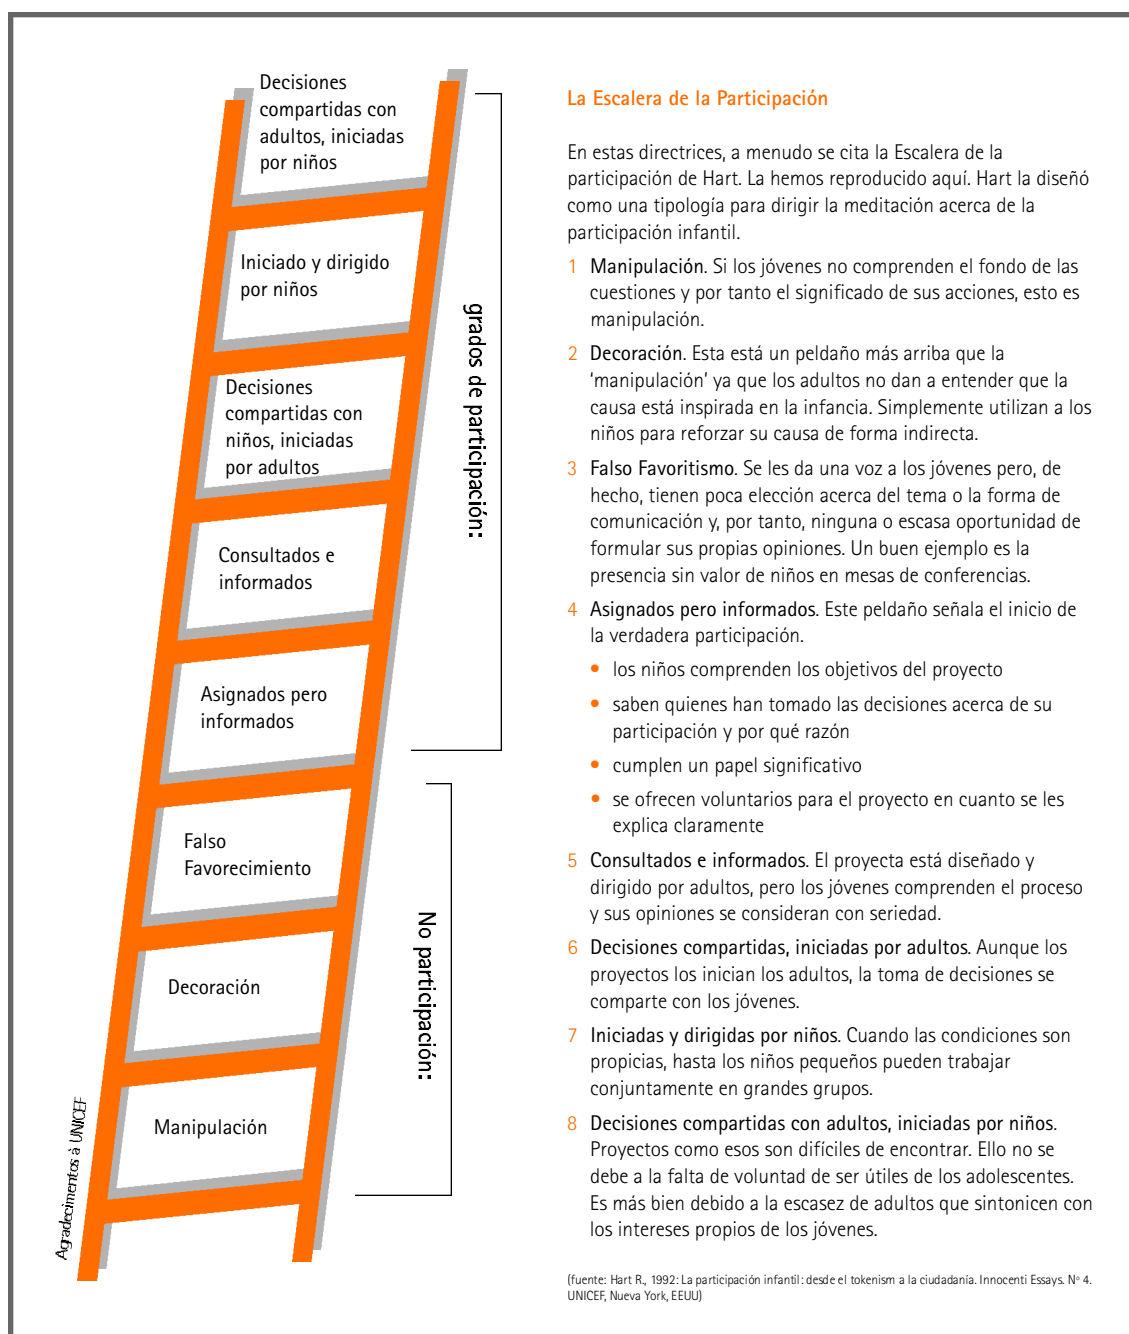 Decisiones
compartidas con
adultos, iniciadas
por niños
Iniciado y dirigido
por niños
Decisiones
compartidas con
niños, iniciadas
por adultos
Consultados e
informados
Asignados pero
informados
Falso
Favorecimiento
Decoración
Manipulación
grados de participación:
No participación:
Agradecimentos à UNICEF
La Escalera de la Participación
En estas directrices, a menudo se cita la Escalera de la
participación de Hart. La hemos reproducido aquí. Hart la diseñó
como una tipología para dirigir la meditación acerca de la
participación infantil.
1 Manipulación. Si los jóvenes no comprenden el fondo de las
cuestiones y por tanto el significado de sus acciones, esto es
manipulación.
2 Decoración. Esta está un peldaño más arriba que la
‘manipulación’ ya que los adultos no dan a entender que la
causa está inspirada en la infancia. Simplemente utilizan a los
niños para reforzar su causa de forma indirecta.
3 Falso Favoritismo. Se les da una voz a los jóvenes pero, de
hecho, tienen poca elección acerca del tema o la forma de
comunicación y, por tanto, ninguna o escasa oportunidad de
formular sus propias opiniones. Un buen ejemplo es la
presencia sin valor de niños en mesas de conferencias.
4 Asignados pero informados. Este peldaño señala el inicio de
la verdadera participación.
• los niños comprenden los objetivos del proyecto
• saben quienes han tomado las decisiones acerca de su
participación y por qué razón
• cumplen un papel significativo
• se ofrecen voluntarios para el proyecto en cuanto se les
explica claramente
5 Consultados e informados. El proyecta está diseñado y
dirigido por adultos, pero los jóvenes comprenden el proceso
y sus opiniones se consideran con seriedad.
6 Decisiones compartidas, iniciadas por adultos. Aunque los
proyectos los inician los adultos, la toma de decisiones se
comparte con los jóvenes.
7 Iniciadas y dirigidas por niños. Cuando las condiciones son
propicias, hasta los niños pequeños pueden trabajar
conjuntamente en grandes grupos.
8 Decisiones compartidas con adultos, iniciadas por niños.
Proyectos como esos son difíciles de encontrar. Ello no se
debe a la falta de voluntad de ser útiles de los adolescentes.
Es más bien debido a la escasez de adultos que sintonicen con
los intereses propios de los jóvenes.
(fuente: Hart R., 1992: La participación infantil: desde el tokenism a la ciudadanía. Innocenti Essays. Nº 4.
UNICEF, Nueva York, EEUU)